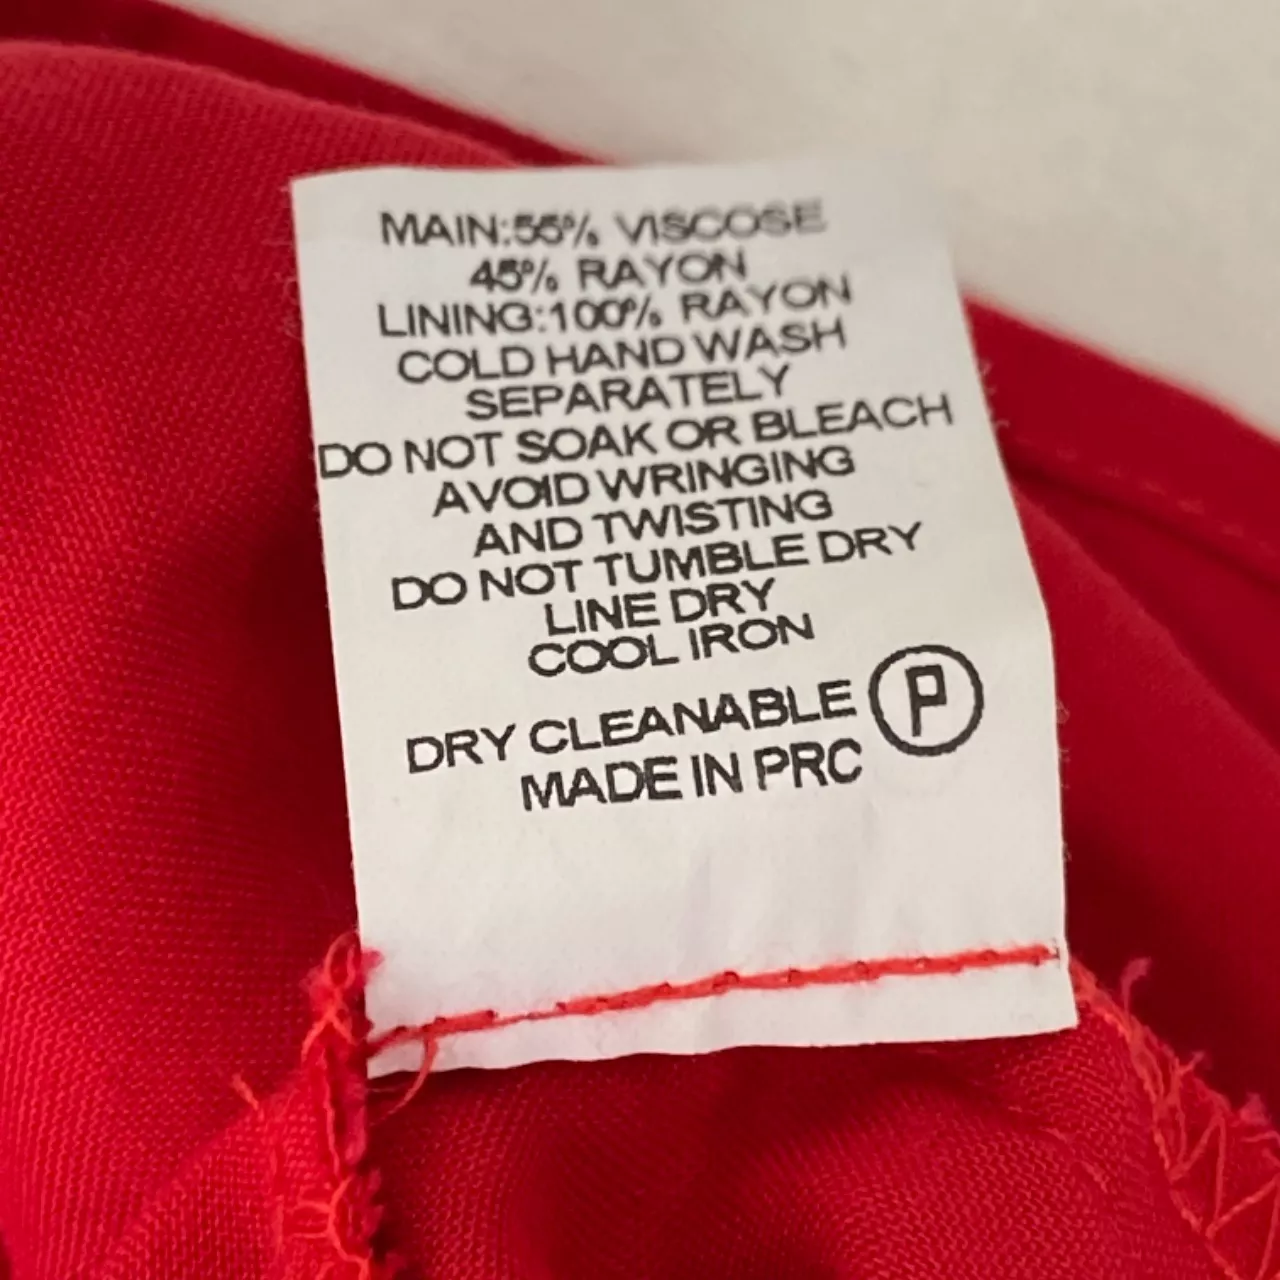 MAIN:55% VISCOSE
45% RAYON
LINING:100% RAYON
COLD HAND WASH
SEPARATELY
DO NOT SOAK OR BLEACH
AVOID WRINGING
AND TWISTING
DO NOT TUMBLE DRY
LINE DRY
COOL IRON
DRY CLEANABLE P
MADE IN PRC